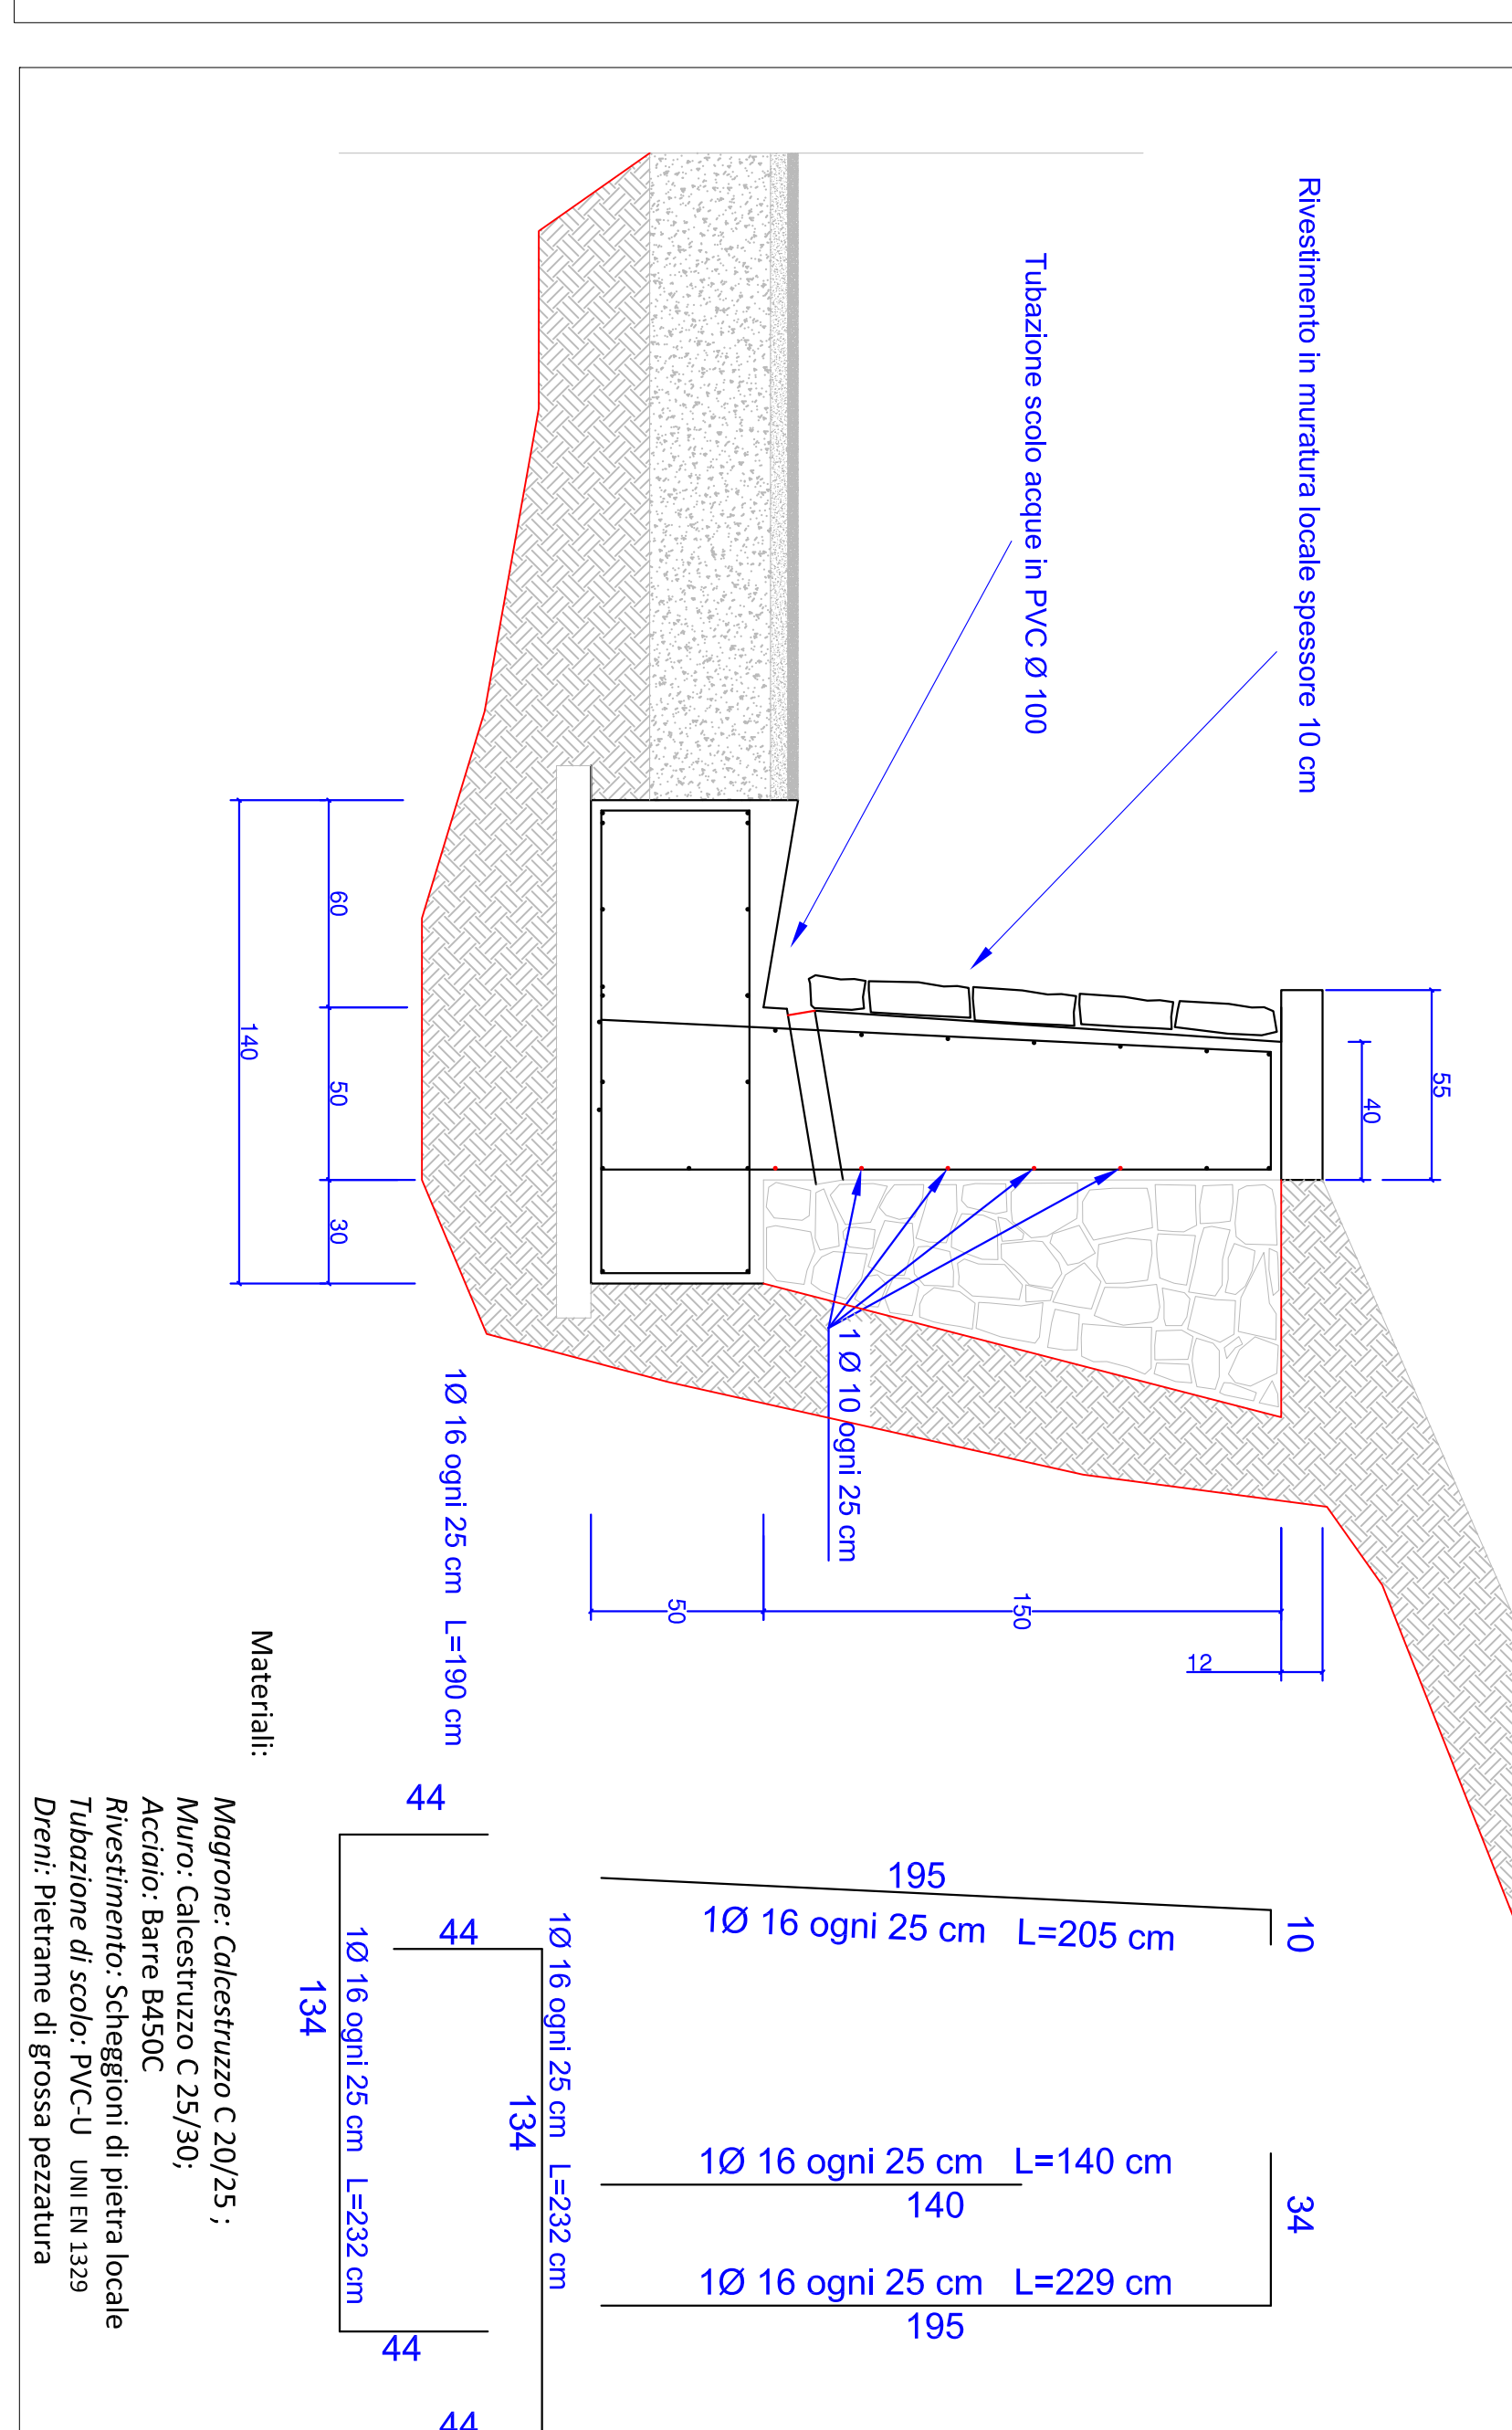 Rivestimento in muratura locale spessore 10 cm
Tubazione scolo acque in PVC Ø 100
55
40
60
50
30
140
1 Ø 10 ogni 25 cm
12
150
50
1Ø 16 ogni 25 cm L=190 cm
195
10
1Ø 16 ogni 25 cm L=205 cm
1Ø 16 ogni 25 cm L=140 cm
140
34
1Ø 16 ogni 25 cm L=229 cm
195
44
1Ø 16 ogni 25 cm L=232 cm
134
44
44
1Ø 16 ogni 25 cm L=232 cm
134
44
Materiali:
Magrone: Calcestruzzo C 20/25 ;
Muro: Calcestruzzo C 25/30;
Acciaio: Barre B450C
Rivestimento: Scheggioni di pietra locale
Tubazione di scolo: PVC-U UNI EN 1329
Dreni: Pietrame di grossa pezzatura